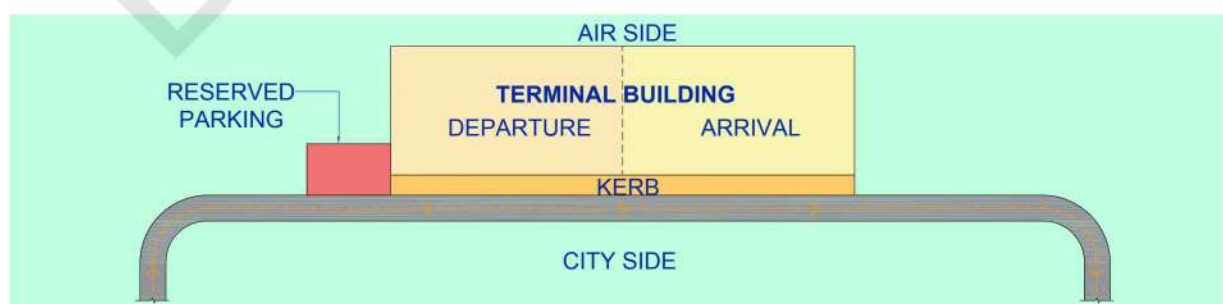 AIR SIDE
RESERVED
PARKING
TERMINAL BUILDING
DEPARTURE
ARRIVAL
KERB
CITY SIDE